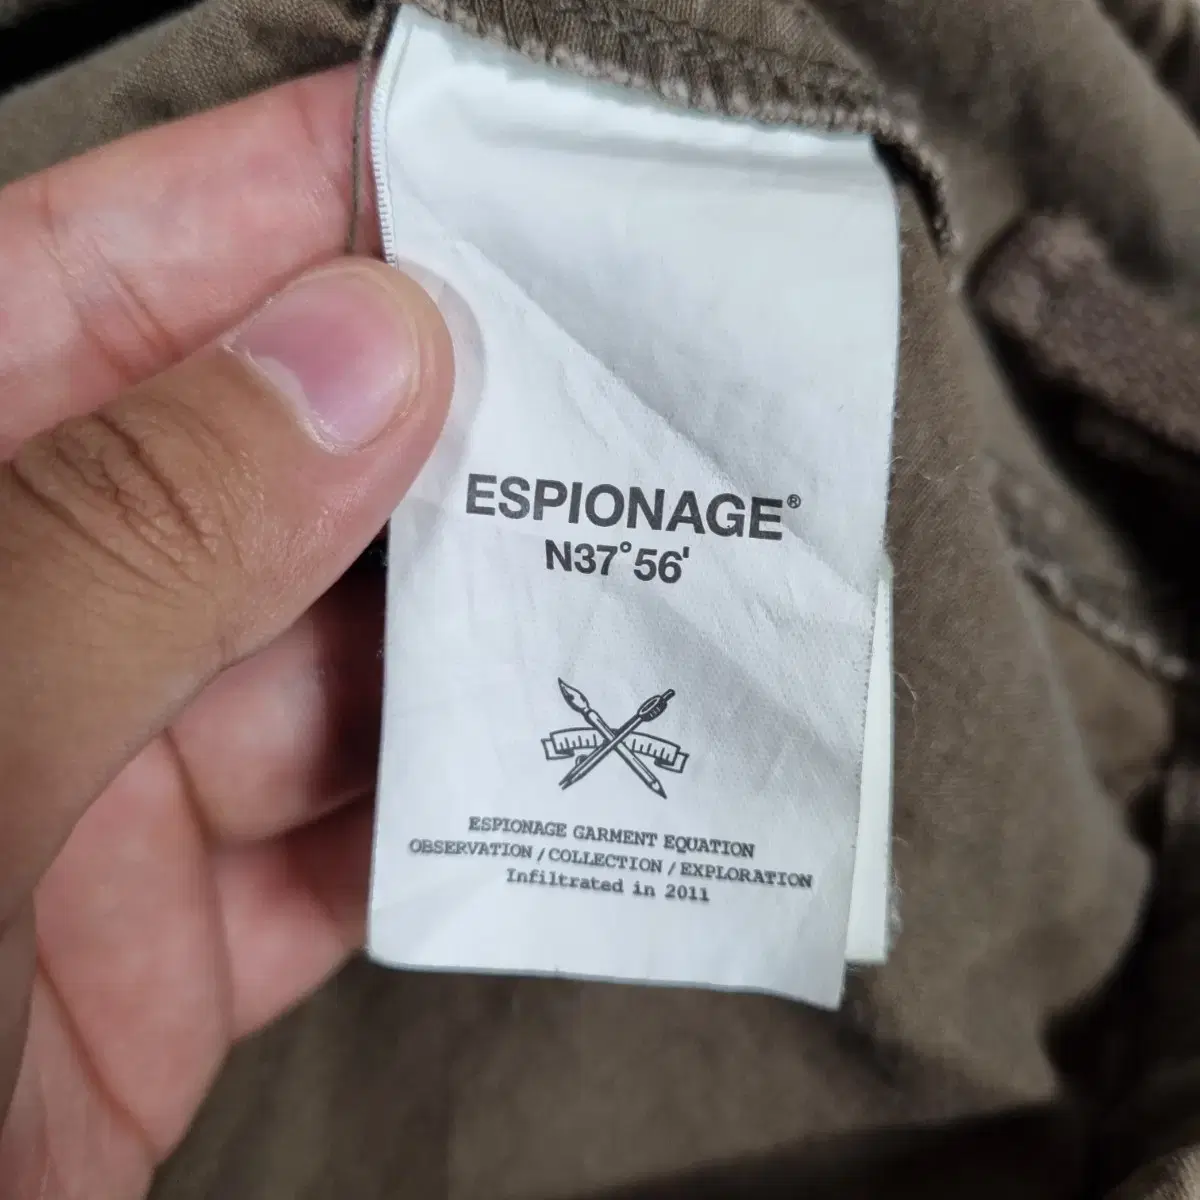 ESPIONAGE®
N37°56'
ESPIONAGE GARMENT EQUATION
OBSERVATION / COLLECTION / EXPLORATION
Infiltrated in 2011